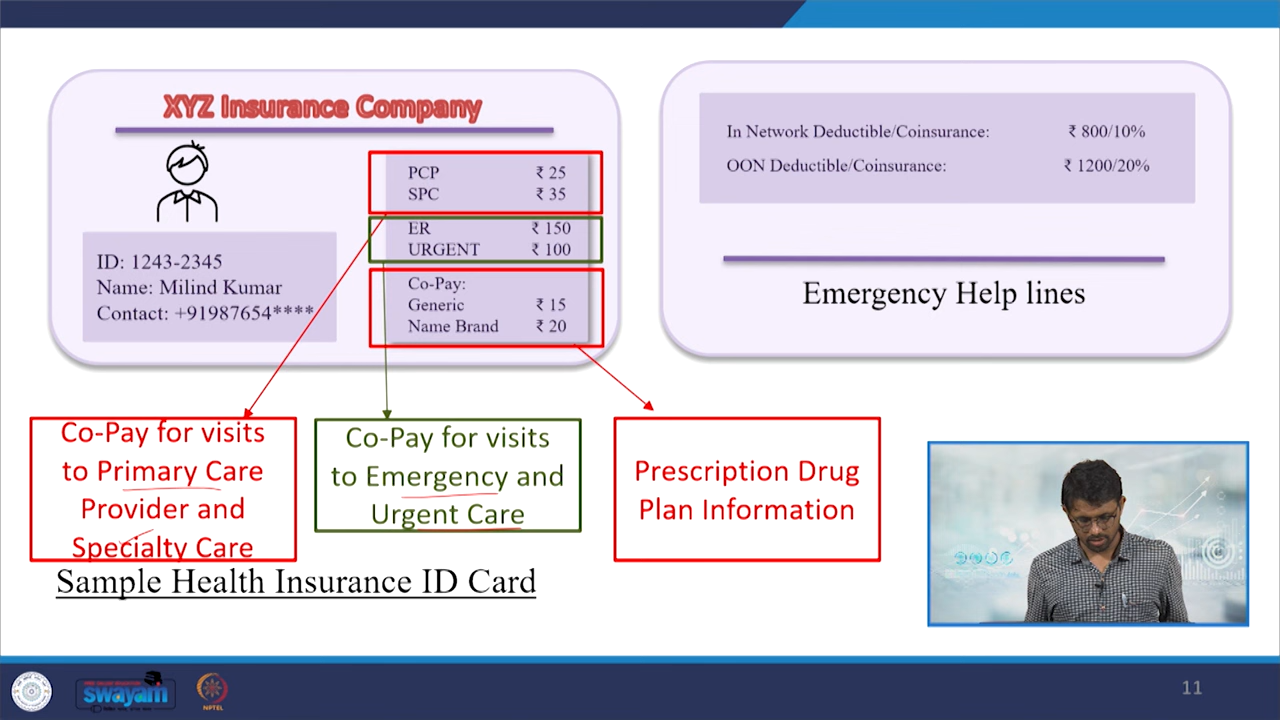 XYZ Insurance Company
PCP ₹ 25
SPC ₹ 35
ER ₹ 150
URGENT ₹ 100
Co-Pay:
Generic ₹ 15
Name Brand ₹ 20
ID: 1243-2345
Name: Milind Kumar
Contact: +91987654****
In Network Deductible/Coinsurance: ₹ 800/10%
OON Deductible/Coinsurance: ₹ 1200/20%
Emergency Help lines
Co-Pay for visits
to Primary Care
Provider and
Specialty Care
Co-Pay for visits
to Emergency and
Urgent Care
Prescription Drug
Plan Information
Sample Health Insurance ID Card
swayam
NPTEL
11